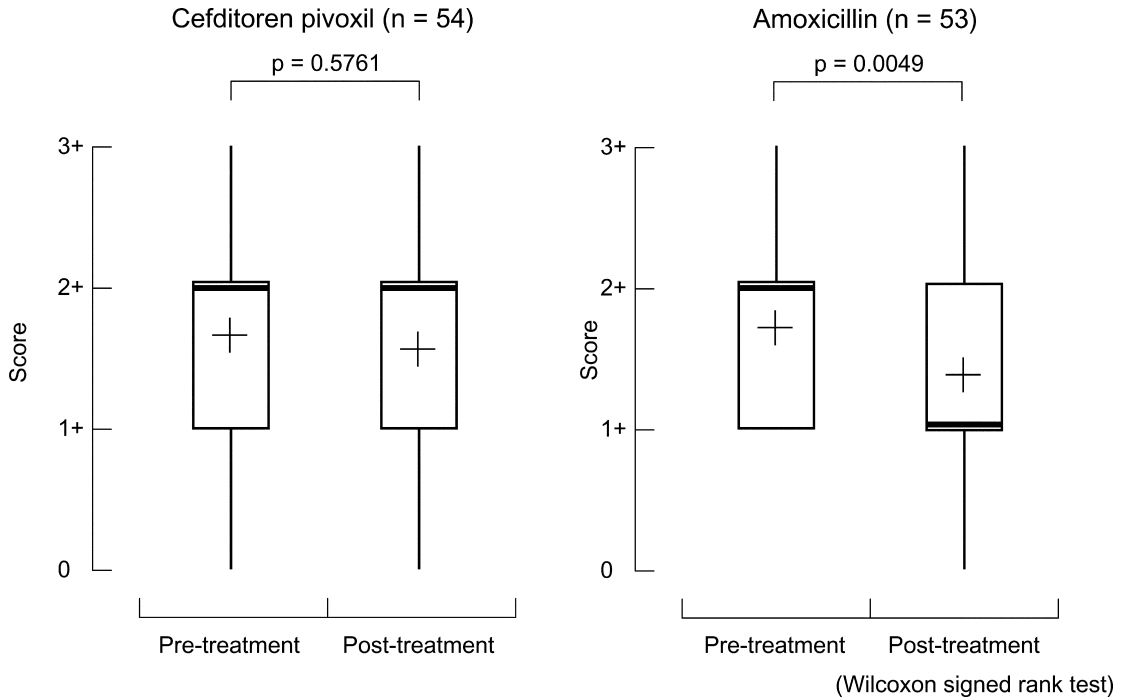 Cefditoren pivoxil (n = 54)
p = 0.5761
3+
2+
1+
0
Score
Pre-treatment
Post-treatment
Amoxicillin (n = 53)
p = 0.0049
3+
2+
1+
0
Score
Pre-treatment
Post-treatment
(Wilcoxon signed rank test)